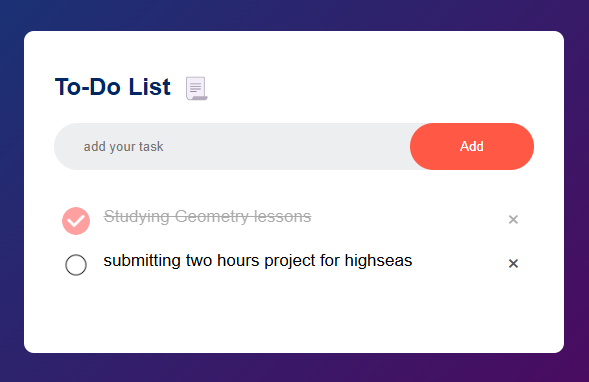 To-Do List
add your task
Add
Studying Geometry lessons
submitting two hours project for highseas